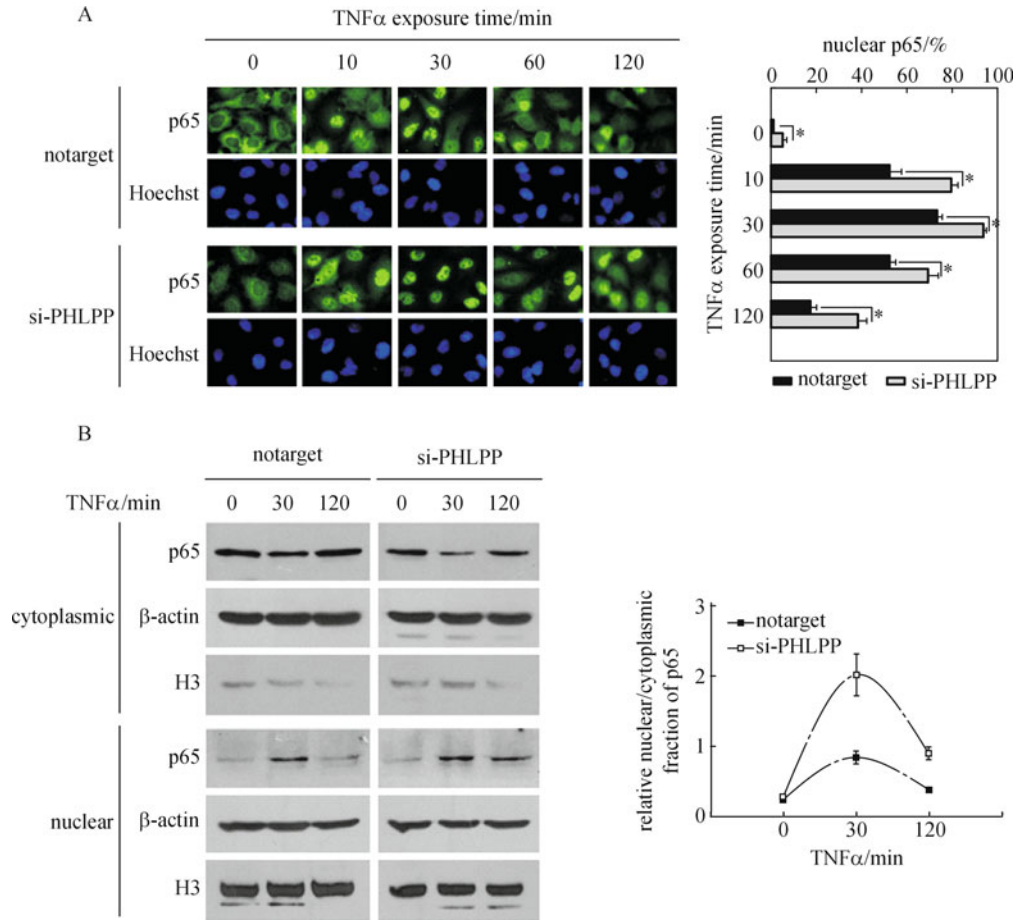 A
TNFα exposure time/min
0 10 30 60 120
notarget
p65
Hoechst
si-PHLPP
p65
Hoechst
nuclear p65/%
0 20 40 60 80 100
TNFα exposure time/min
0 *
10 *
30 *
60 *
120 *
notarget si-PHLPP
B
notarget si-PHLPP
TNFα/min 0 30 120 0 30 120
cytoplasmic
p65
β-actin
H3
nuclear
p65
β-actin
H3
relative nuclear/cytoplasmic
fraction of p65
3
2
1
0
notarget
si-PHLPP
0 30 120
TNFα/min